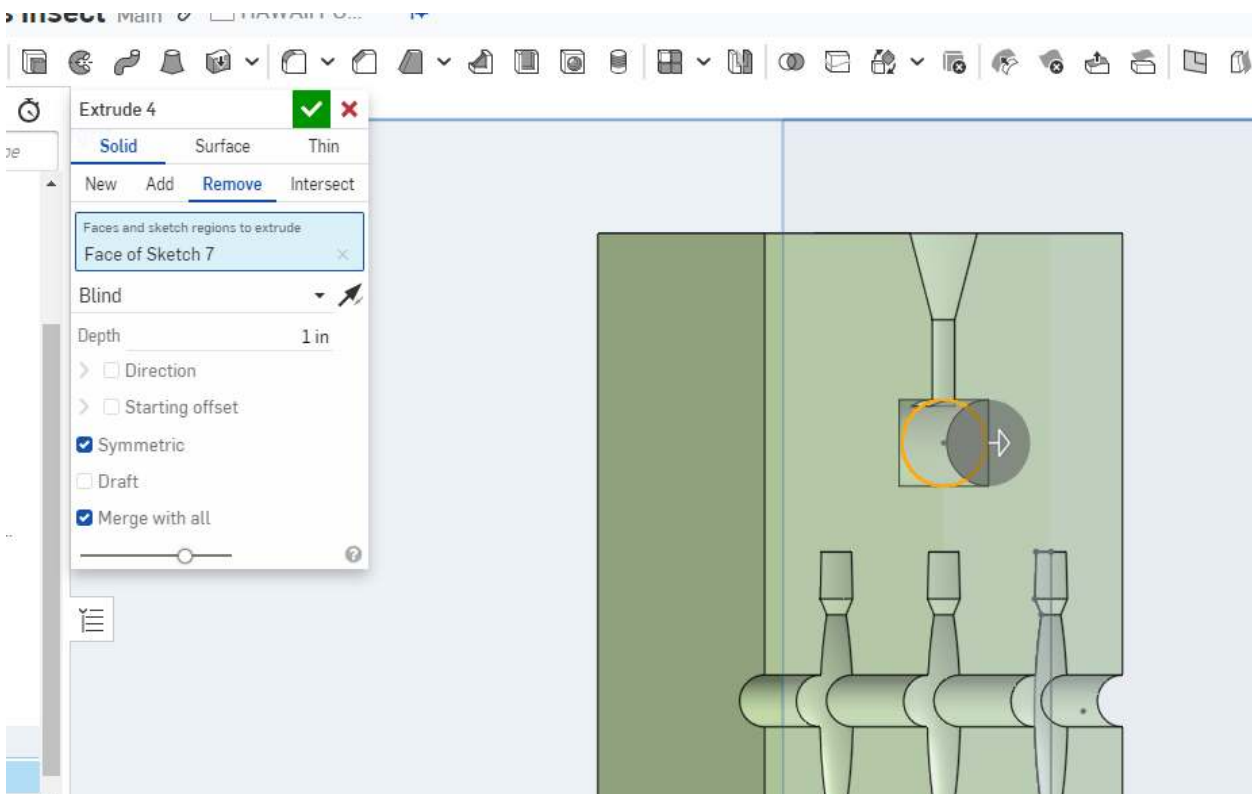 s Insect Main
Extrude 4
Solid Surface Thin
New Add Remove Intersect
Faces and sketch regions to extrude
Face of Sketch 7
Blind
Depth 1 in
Direction
Starting offset
Symmetric
Draft
Merge with all